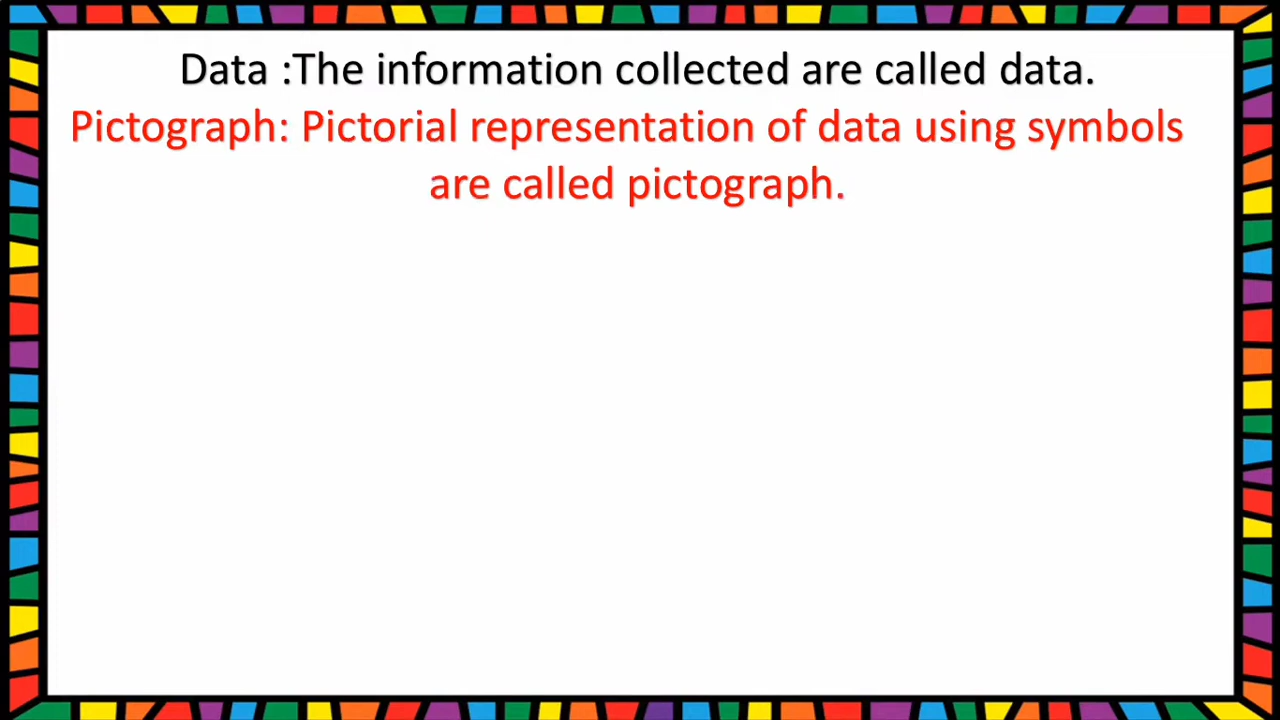 Data :The information collected are called data.
Pictograph: Pictorial representation of data using symbols
are called pictograph.